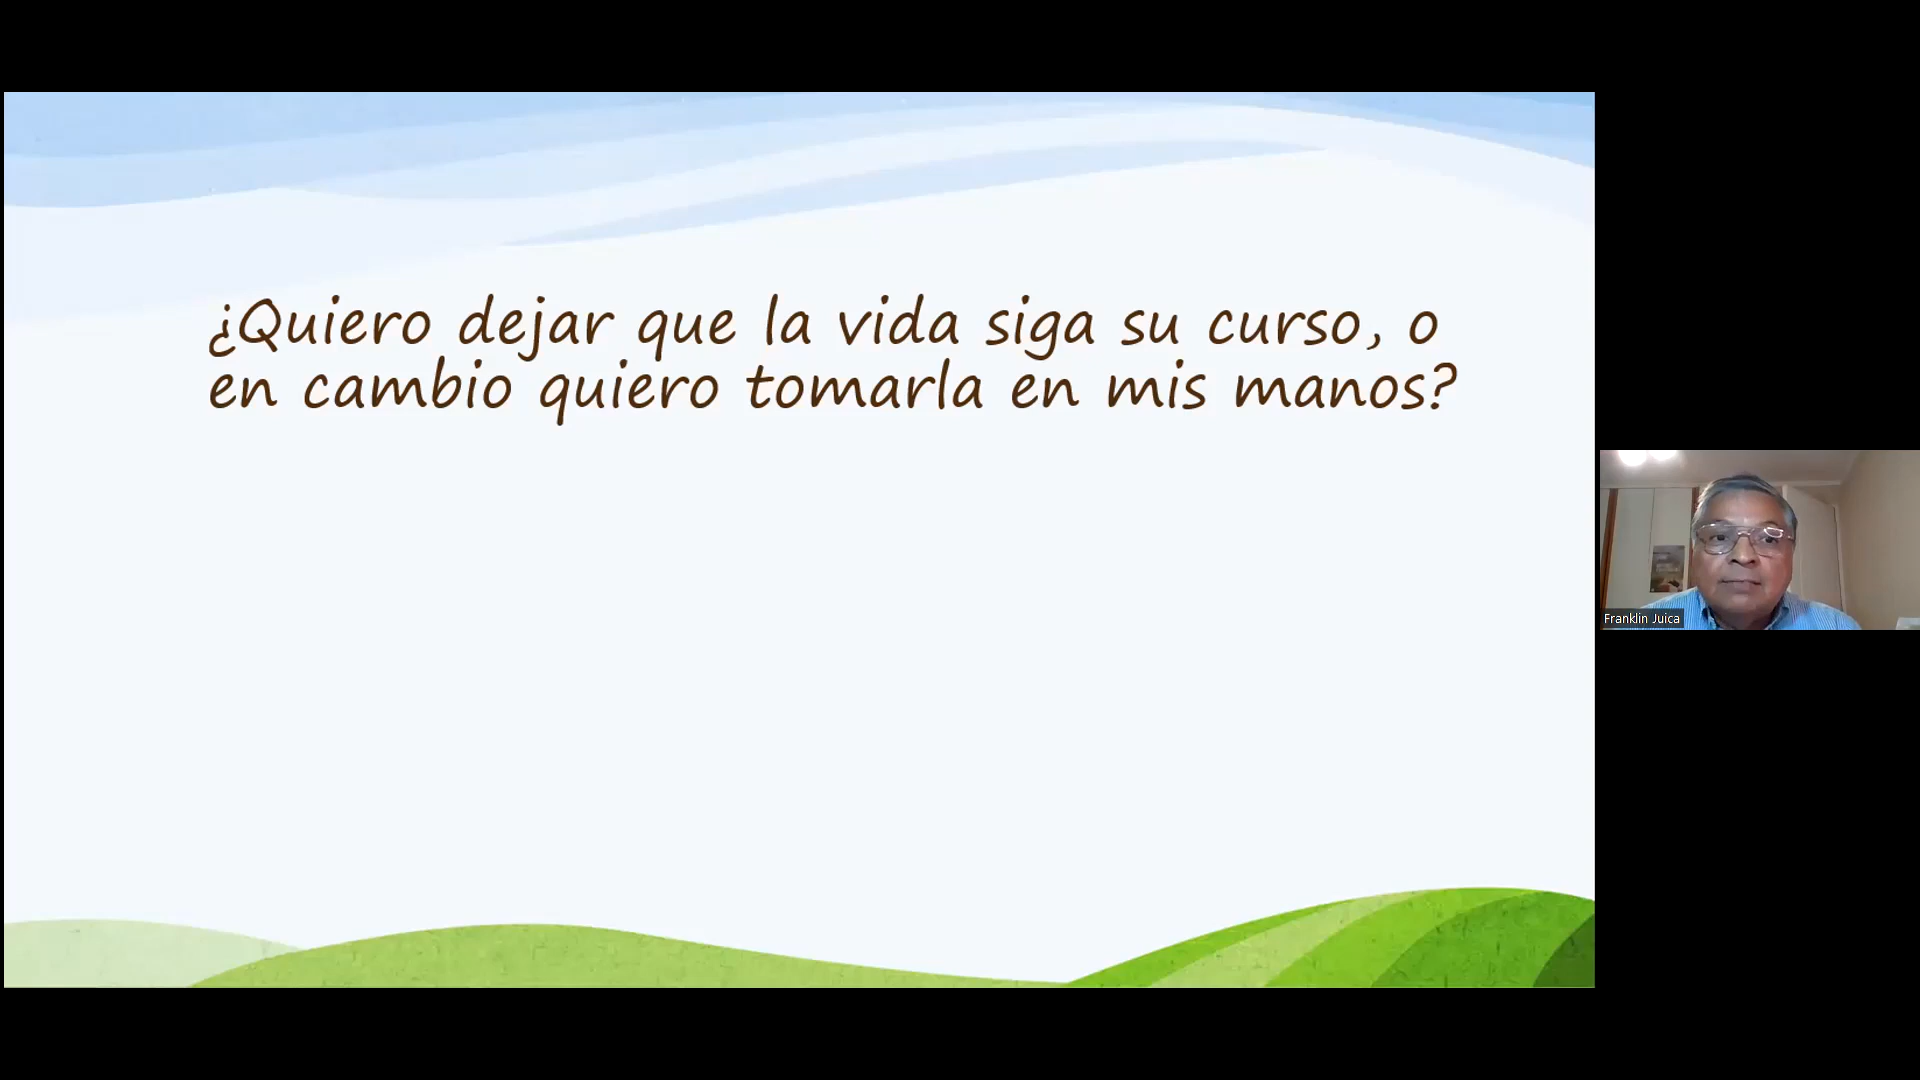 ¿Quiero dejar que la vida siga su curso, o
en cambio quiero tomarla en mis manos?
Franklin Juica